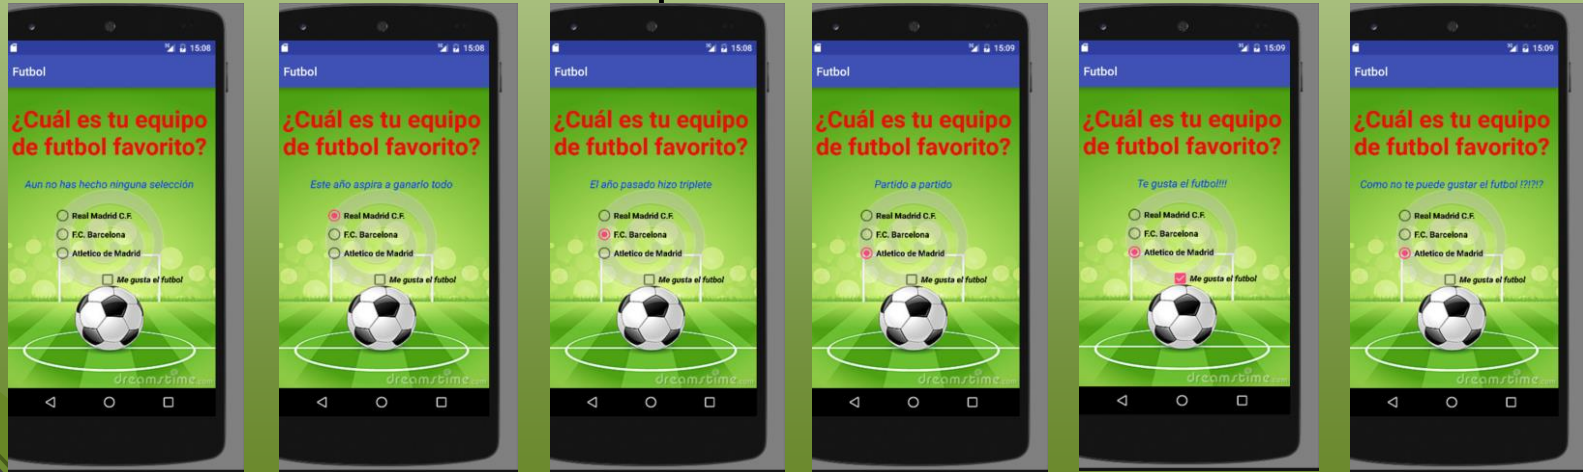 15:08
Futbol
¿Cuál es tu equipo
de futbol favorito?
Aun no has hecho ninguna selección
Real Madrid C.F.
F.C. Barcelona
Atletico de Madrid
Me gusta el futbol
dreamstime.com
15:08
Futbol
¿Cuál es tu equipo
de futbol favorito?
Este año aspira a ganarlo todo
Real Madrid C.F.
F.C. Barcelona
Atletico de Madrid
Me gusta el futbol
dreamstime.com
15:08
Futbol
¿Cuál es tu equipo
de futbol favorito?
El año pasado hizo triplete
Real Madrid C.F.
F.C. Barcelona
Atletico de Madrid
Me gusta el futbol
dreamstime.com
15:09
Futbol
¿Cuál es tu equipo
de futbol favorito?
Partido a partido
Real Madrid C.F.
F.C. Barcelona
Atletico de Madrid
Me gusta el futbol
dreamstime.com
15:09
Futbol
¿Cuál es tu equipo
de futbol favorito?
Te gusta el futbol!!!
Real Madrid C.F.
F.C. Barcelona
Atletico de Madrid
Me gusta el futbol
dreamstime.com
15:09
Futbol
¿Cuál es tu equipo
de futbol favorito?
Como no te puede gustar el futbol !?!?!?
Real Madrid C.F.
F.C. Barcelona
Atletico de Madrid
Me gusta el futbol
dreamstime.com